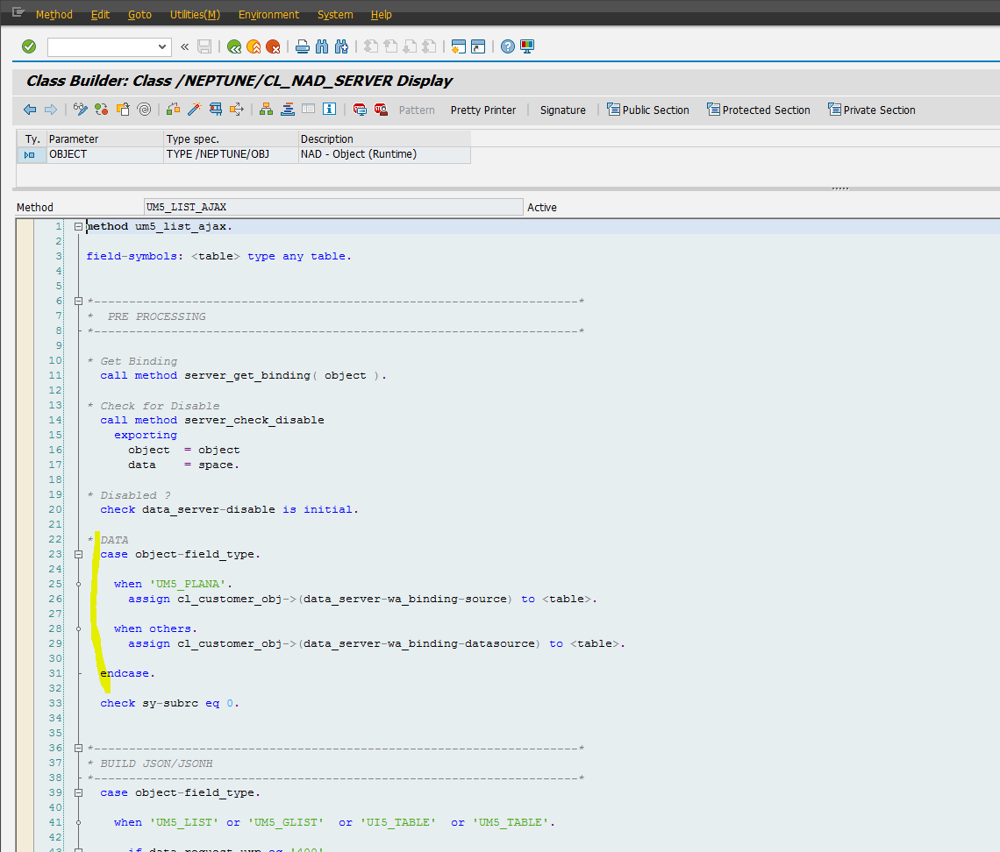 Method Edit Goto Utilities(M) Environment System Help
Class Builder: Class /NEPTUNE/CL_NAD_SERVER Display
Pattern Pretty Printer Signature Public Section Protected Section Private Section
Ty. Parameter Type spec. Description
OBJECT TYPE /NEPTUNE/OBJ NAD - Object (Runtime)
Method UM5_LIST_AJAX Active
1 method um5_list_ajax.
2
3 field-symbols: <table> type any table.
4
5
6 *---------------------------------------------------------------------*
7 *  PRE PROCESSING
8 *---------------------------------------------------------------------*
9
10 * Get Binding
11 call method server_get_binding( object ).
12
13 * Check for Disable
14 call method server_check_disable
15 exporting
16 object  = object
17 data    = space.
18
19 * Disabled ?
20 check data_server-disable is initial.
21
22 * DATA
23 case object-field_type.
24
25 when 'UM5_PLANA'.
26 assign cl_customer_obj->(data_server-wa_binding-source) to <table>.
27
28 when others.
29 assign cl_customer_obj->(data_server-wa_binding-datasource) to <table>.
30
31 endcase.
32
33 check sy-subrc eq 0.
34
35
36 *---------------------------------------------------------------------*
37 * BUILD JSON/JSONH
38 *---------------------------------------------------------------------*
39 case object-field_type.
40
41 when 'UM5_LIST' or 'UM5_GLIST'  or 'UI5_TABLE'  or 'UM5_TABLE'.
42